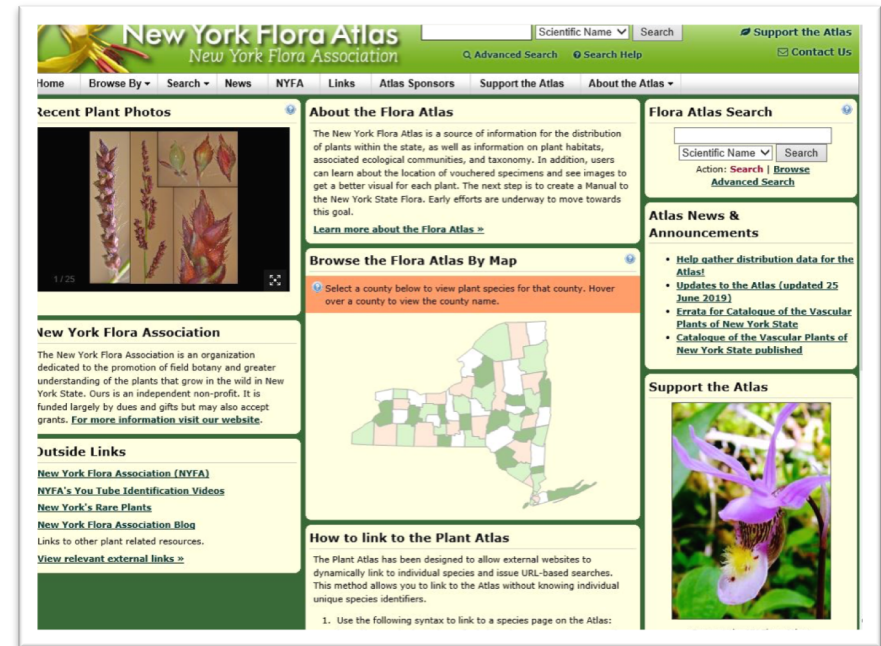 New York Flora Atlas
New York Flora Association
Scientific Name
Search
Advanced Search
Search Help
Support the Atlas
Contact Us
Home Browse By Search News NYFA Links Atlas Sponsors Support the Atlas About the Atlas
Recent Plant Photos
1 / 25
New York Flora Association
The New York Flora Association is an organization
dedicated to the promotion of field botany and greater
understanding of the plants that grow in the wild in New
York State. Ours is an independent non-profit. It is
funded largely by dues and gifts but may also accept
grants. For more information visit our website.
Outside Links
New York Flora Association (NYFA)
NYFA's You Tube Identification Videos
New York's Rare Plants
New York Flora Association Blog
Links to other plant related resources.
View relevant external links »
About the Flora Atlas
The New York Flora Atlas is a source of information for the distribution
of plants within the state, as well as information on plant habitats,
associated ecological communities, and taxonomy. In addition, users
can learn about the location of vouchered specimens and see images to
get a better visual for each plant. The next step is to create a Manual to
the New York State Flora. Early efforts are underway to move towards
this goal.
Learn more about the Flora Atlas »
Browse the Flora Atlas By Map
Select a county below to view plant species for that county. Hover
over a county to view the county name.
How to link to the Plant Atlas
The Plant Atlas has been designed to allow external websites to
dynamically link to individual species and issue URL-based searches.
This method allows you to link to the Atlas without knowing individual
unique species identifiers.
1. Use the following syntax to link to a species page on the Atlas:
Flora Atlas Search
Scientific Name
Search
Action: Search | Browse
Advanced Search
Atlas News &
Announcements
Help gather distribution data for the
Atlas!
Updates to the Atlas (updated 25
June 2019)
Errata for Catalogue of the Vascular
Plants of New York State
Catalogue of the Vascular Plants of
New York State published
Support the Atlas